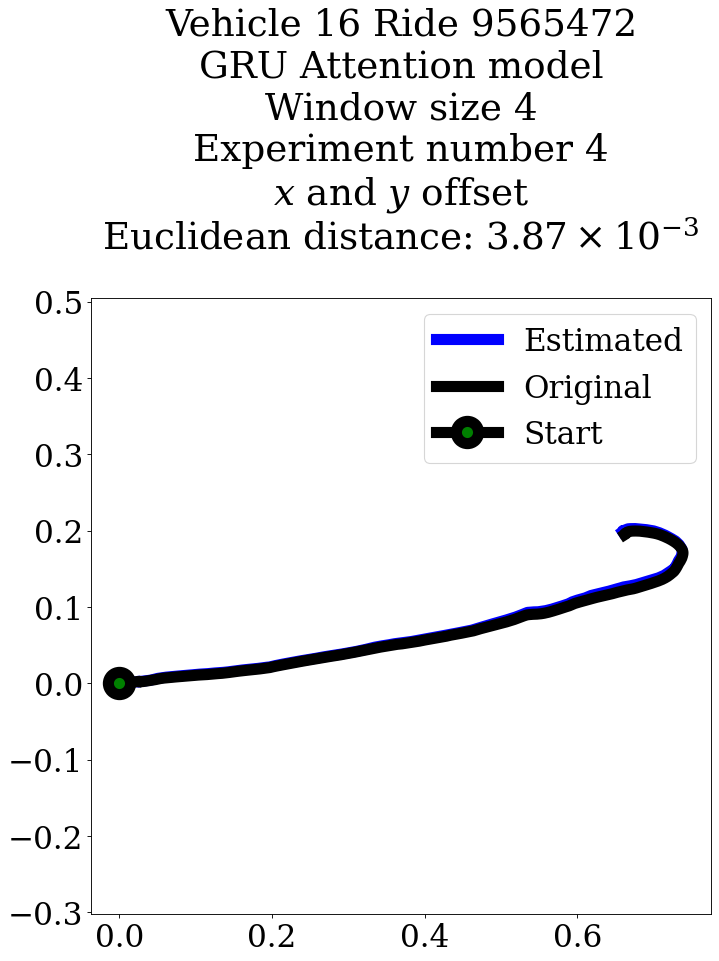 Vehicle 16 Ride 9565472
GRU Attention model
Window size 4
Experiment number 4
x and y offset
Euclidean distance: 3.87 × 10⁻³
0.5
0.4
0.3
0.2
0.1
0.0
−0.1
−0.2
−0.3
Estimated
Original
Start
0.0 0.2 0.4 0.6